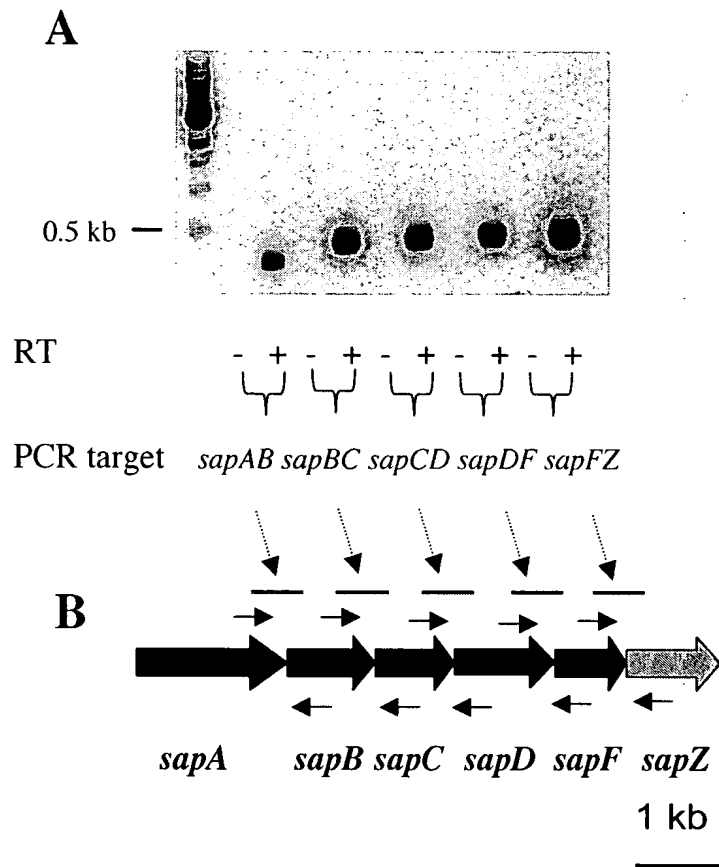 A
0.5 kb
RT - + - + - + - + - +
PCR target sapAB sapBC sapCD sapDF sapFZ
B
sapA sapB sapC sapD sapF sapZ
1 kb